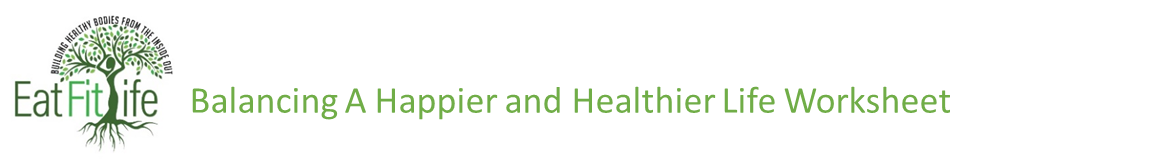 BUILDING HEALTHY BODIES FROM THE INSIDE OUT
EatFitLife
Balancing A Happier and Healthier Life Worksheet